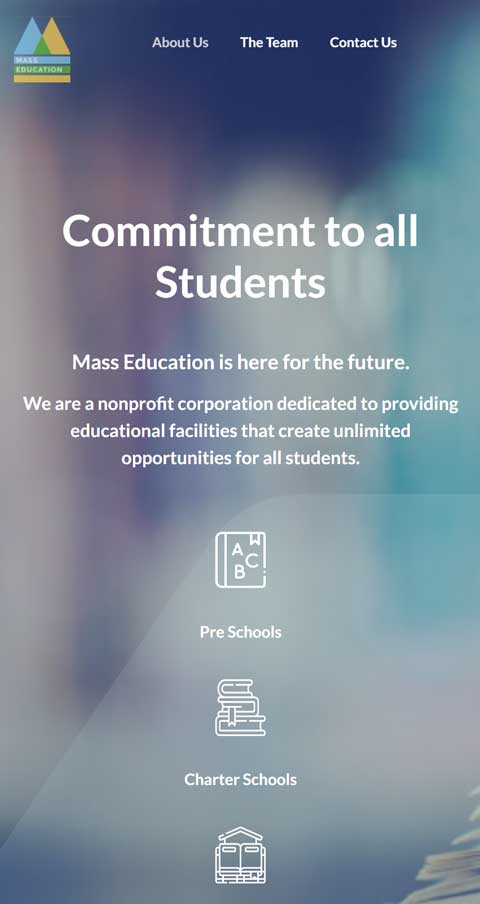 MASS
EDUCATION
About Us The Team Contact Us
Commitment to all
Students
Mass Education is here for the future.
We are a nonprofit corporation dedicated to providing
educational facilities that create unlimited
opportunities for all students.
A
C
B
Pre Schools
Charter Schools